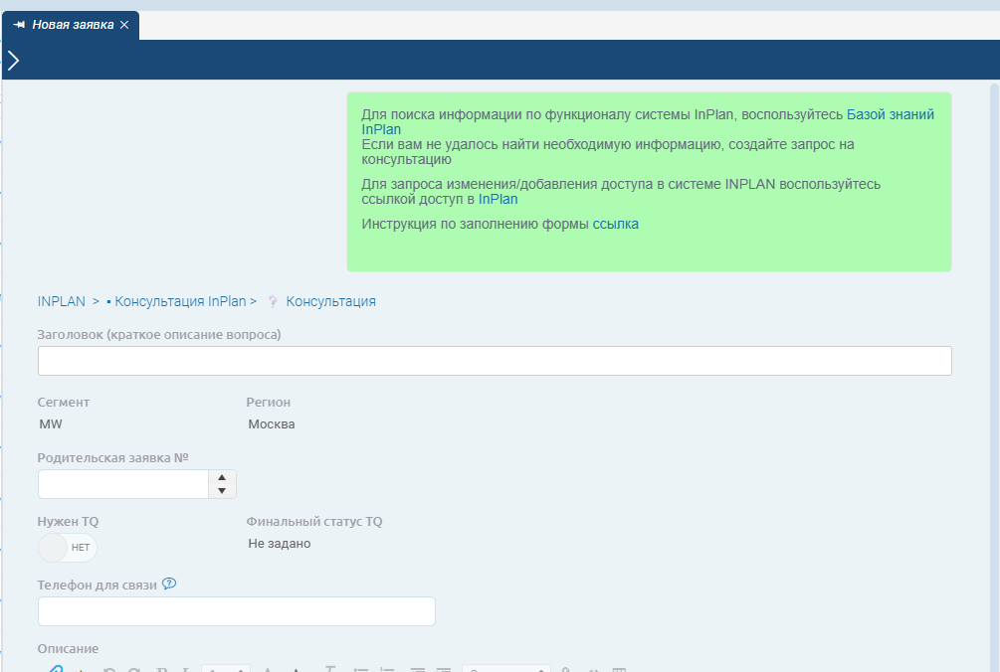 Новая заявка
Для поиска информации по функционалу системы InPlan, воспользуйтесь Базой знаний
InPlan
Если вам не удалось найти необходимую информацию, создайте запрос на
консультацию
Для запроса изменения/добавления доступа в системе INPLAN воспользуйтесь
ссылкой доступ в InPlan
Инструкция по заполнению формы ссылка
INPLAN > ▪ Консультация InPlan > Консультация
Заголовок (краткое описание вопроса)
Сегмент Регион
MW Москва
Родительская заявка №
Нужен TQ Финальный статус TQ
НЕТ Не задано
Телефон для связи
Описание